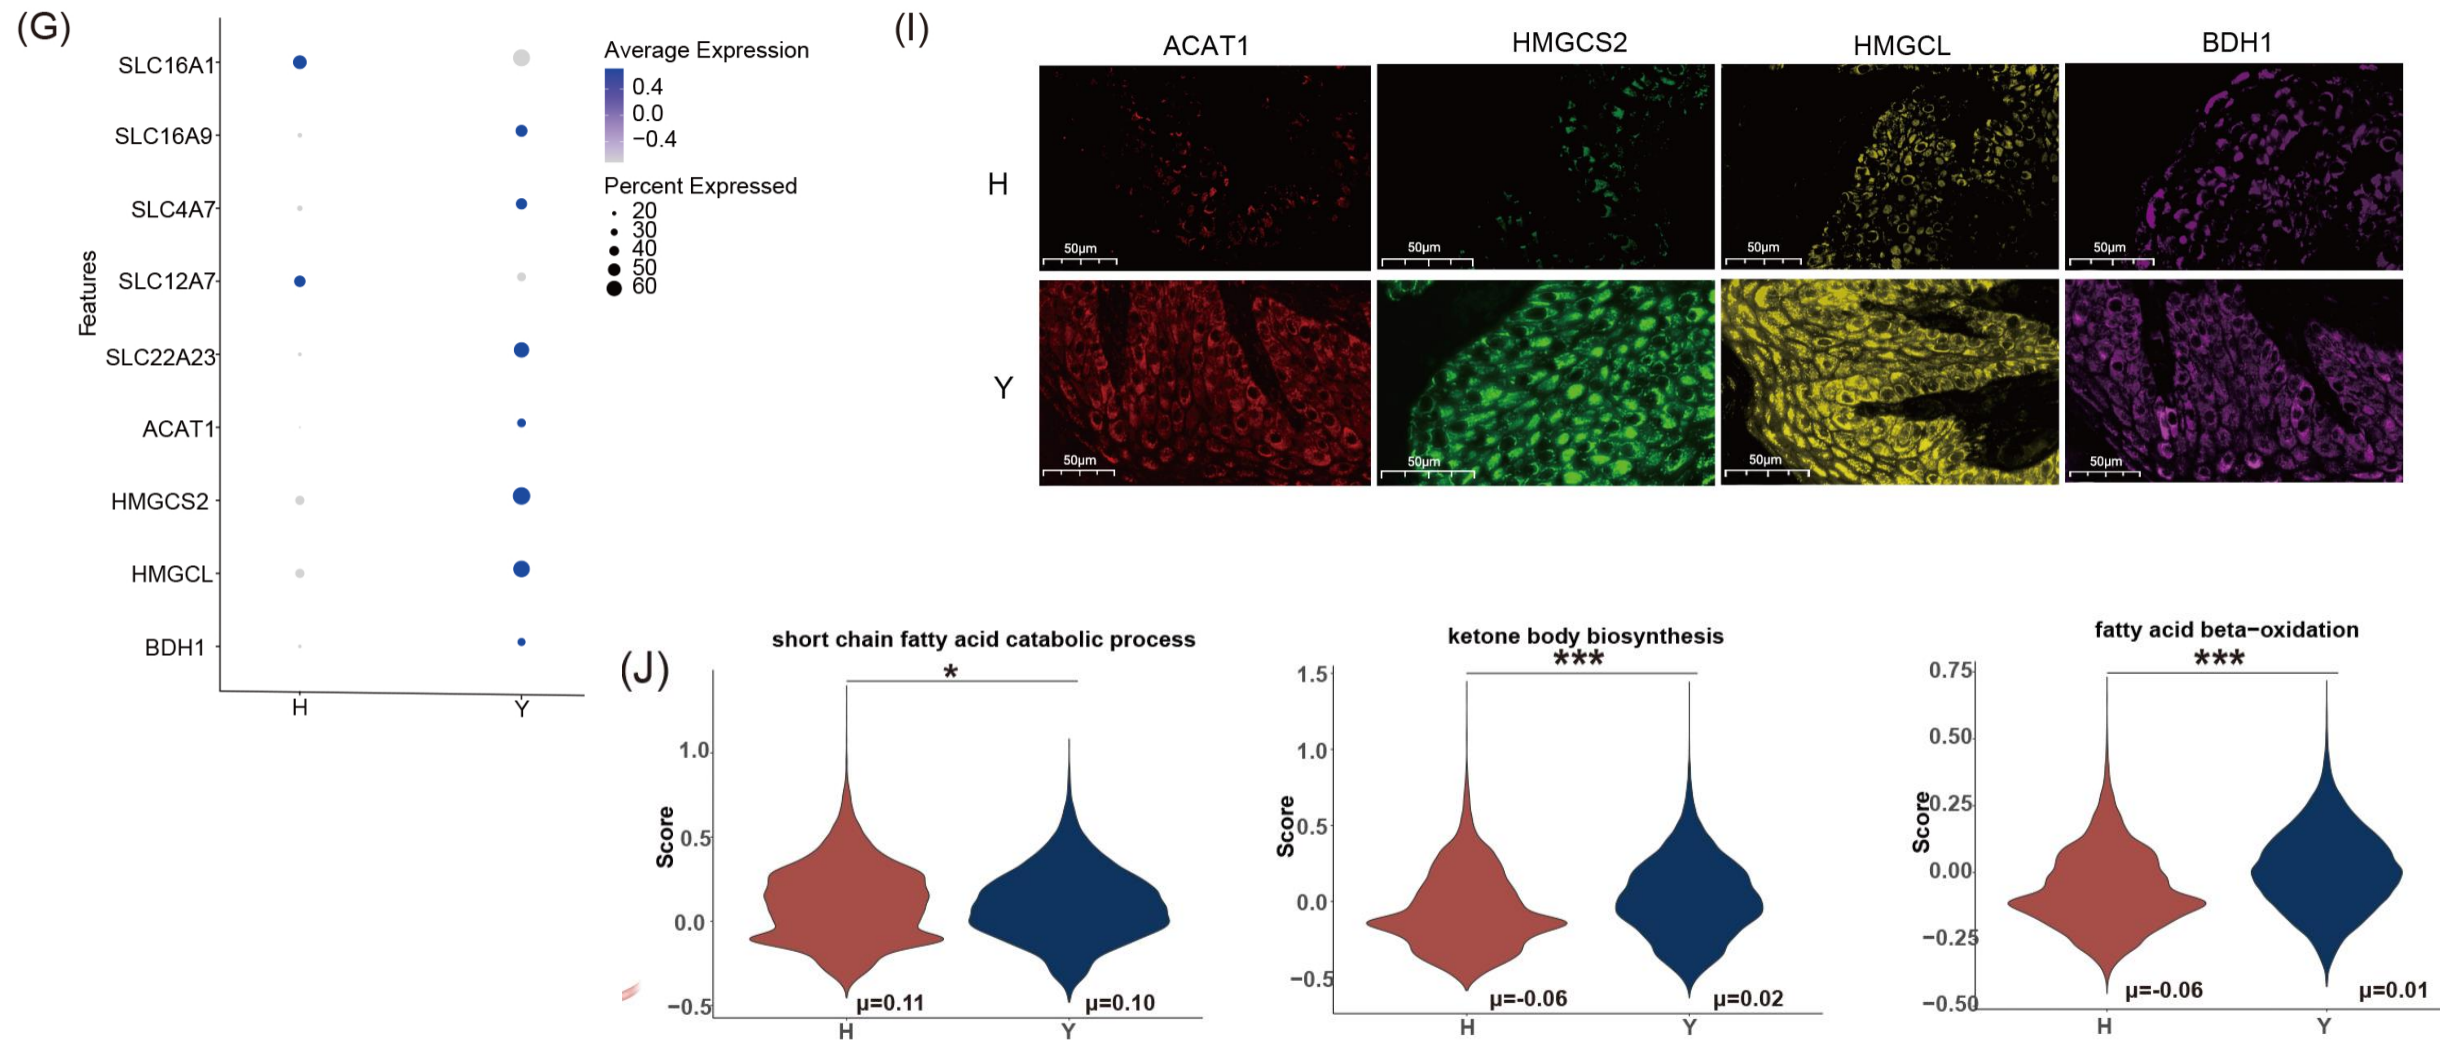 (G)
SLC16A1
SLC16A9
SLC4A7
SLC12A7
SLC22A23
ACAT1
HMGCS2
HMGCL
BDH1
Features
H Y
Average Expression
0.4
0.0
−0.4
Percent Expressed
20
30
40
50
60
(I)
ACAT1 HMGCS2 HMGCL BDH1
H
50μm 50μm 50μm 50μm
Y
50μm 50μm 50μm 50μm
(J)
short chain fatty acid catabolic process
*
Score
1.0
0.5
0.0
−0.5
μ=0.11 μ=0.10
H Y
ketone body biosynthesis
***
Score
1.5
1.0
0.5
0.0
−0.5
μ=-0.06 μ=0.02
H Y
fatty acid beta−oxidation
***
Score
0.75
0.50
0.25
0.00
−0.25
−0.50
μ=-0.06 μ=0.01
H Y